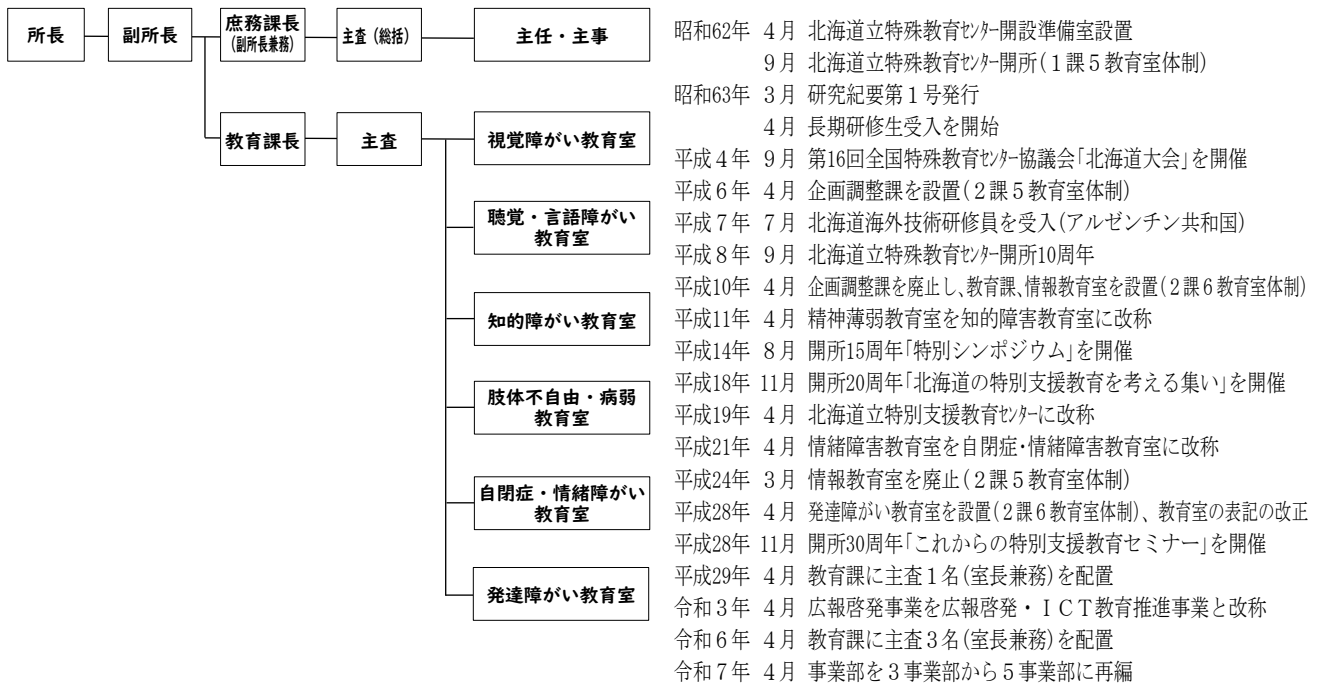 所長
副所長
庶務課長
(副所長兼務)
主査(総括)
主任・主事
教育課長
主査
視覚障がい教育室
聴覚・言語障がい
教育室
知的障がい教育室
肢体不自由・病弱
教育室
自閉症・情緒障がい
教育室
発達障がい教育室
昭和62年 4月 北海道立特殊教育センター開設準備室設置
9月 北海道立特殊教育センター開所(1課5教育室体制)
昭和63年 3月 研究紀要第1号発行
4月 長期研修生受入を開始
平成4年 9月 第16回全国特殊教育センター協議会「北海道大会」を開催
平成6年 4月 企画調整課を設置(2課5教育室体制)
平成7年 7月 北海道海外技術研修員を受入(アルゼンチン共和国)
平成8年 9月 北海道立特殊教育センター開所10周年
平成10年 4月 企画調整課を廃止し、教育課、情報教育室を設置(2課6教育室体制)
平成11年 4月 精神薄弱教育室を知的障害教育室に改称
平成14年 8月 開所15周年「特別シンポジウム」を開催
平成18年 11月 開所20周年「北海道の特別支援教育を考える集い」を開催
平成19年 4月 北海道立特別支援教育センターに改称
平成21年 4月 情緒障害教育室を自閉症・情緒障害教育室に改称
平成24年 3月 情報教育室を廃止(2課5教育室体制)
平成28年 4月 発達障がい教育室を設置(2課6教育室体制)、教育室の表記の改正
平成28年 11月 開所30周年「これからの特別支援教育セミナー」を開催
平成29年 4月 教育課に主査1名(室長兼務)を配置
令和3年 4月 広報啓発事業を広報啓発・ICT教育推進事業と改称
令和6年 4月 教育課に主査3名(室長兼務)を配置
令和7年 4月 事業部を3事業部から5事業部に再編